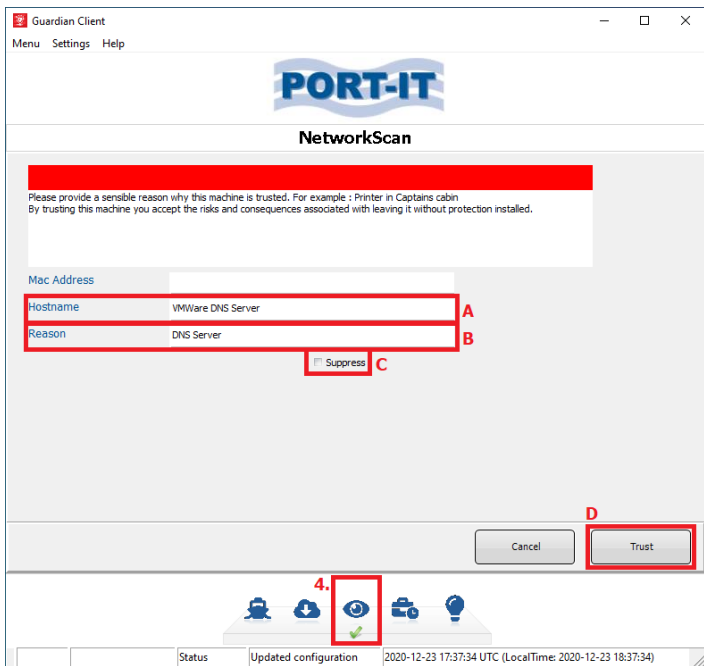 Guardian Client
Menu Settings Help
PORT-IT
NetworkScan
Please provide a sensible reason why this machine is trusted. For example : Printer in Captains cabin
By trusting this machine you accept the risks and consequences associated with leaving it without protection installed.
Mac Address
Hostname VMWare DNS Server A
Reason DNS Server B
Suppress C
D
Cancel Trust
4.
Status Updated configuration 2020-12-23 17:37:34 UTC (LocalTime: 2020-12-23 18:37:34)